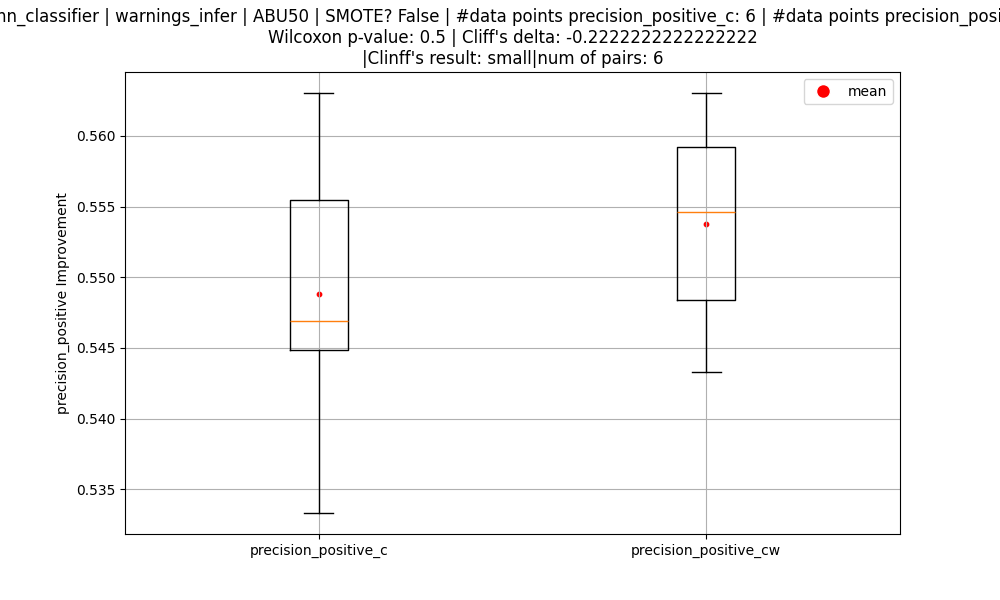 | warnings_infer | ABU50 | SMOTE? False | #data points precision_positive_c: 6 | #data points
Wilcoxon p-value: 0.5 | Cliff's delta: -0.2222222222222222
|Clinff's result: small|num of pairs: 6
mean
0.560
0.555
0.550
0.545
0.540
0.535
precision_positive Improvement
precision_positive_c
precision_positive_cw